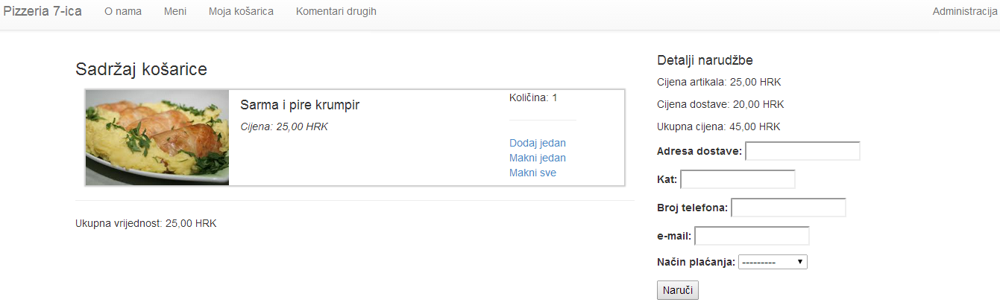 Pizzeria 7-ica O nama Meni Moja košarica Komentari drugih Administracija
Sadržaj košarice
Sarma i pire krumpir
Cijena: 25,00 HRK
Količina: 1
Dodaj jedan
Makni jedan
Makni sve
Ukupna vrijednost: 25,00 HRK
Detalji narudžbe
Cijena artikala: 25,00 HRK
Cijena dostave: 20,00 HRK
Ukupna cijena: 45,00 HRK
Adresa dostave:
Kat:
Broj telefona:
e-mail:
Način plaćanja: ---------
Naruči